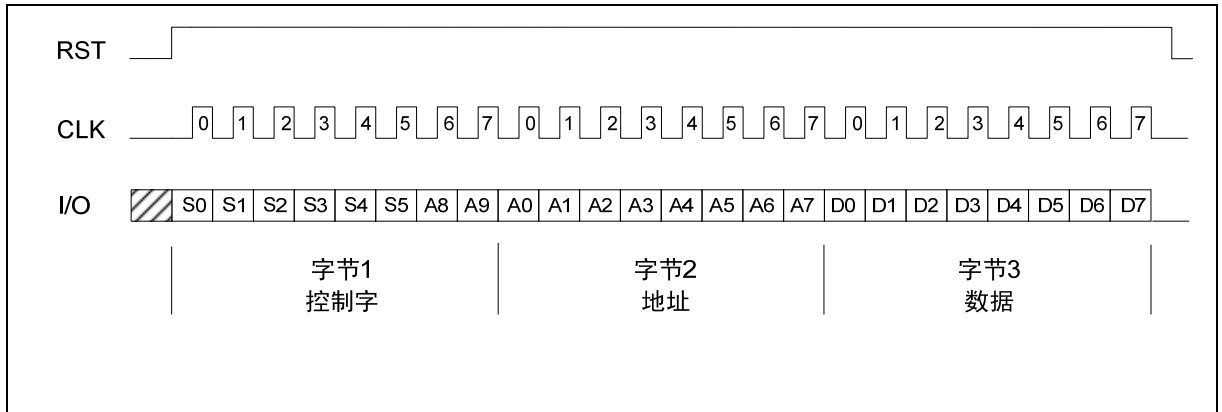 RST
CLK 0 1 2 3 4 5 6 7 0 1 2 3 4 5 6 7 0 1 2 3 4 5 6 7
I/O S0 S1 S2 S3 S4 S5 A8 A9 A0 A1 A2 A3 A4 A5 A6 A7 D0 D1 D2 D3 D4 D5 D6 D7
字节1 字节2 字节3
控制字 地址 数据